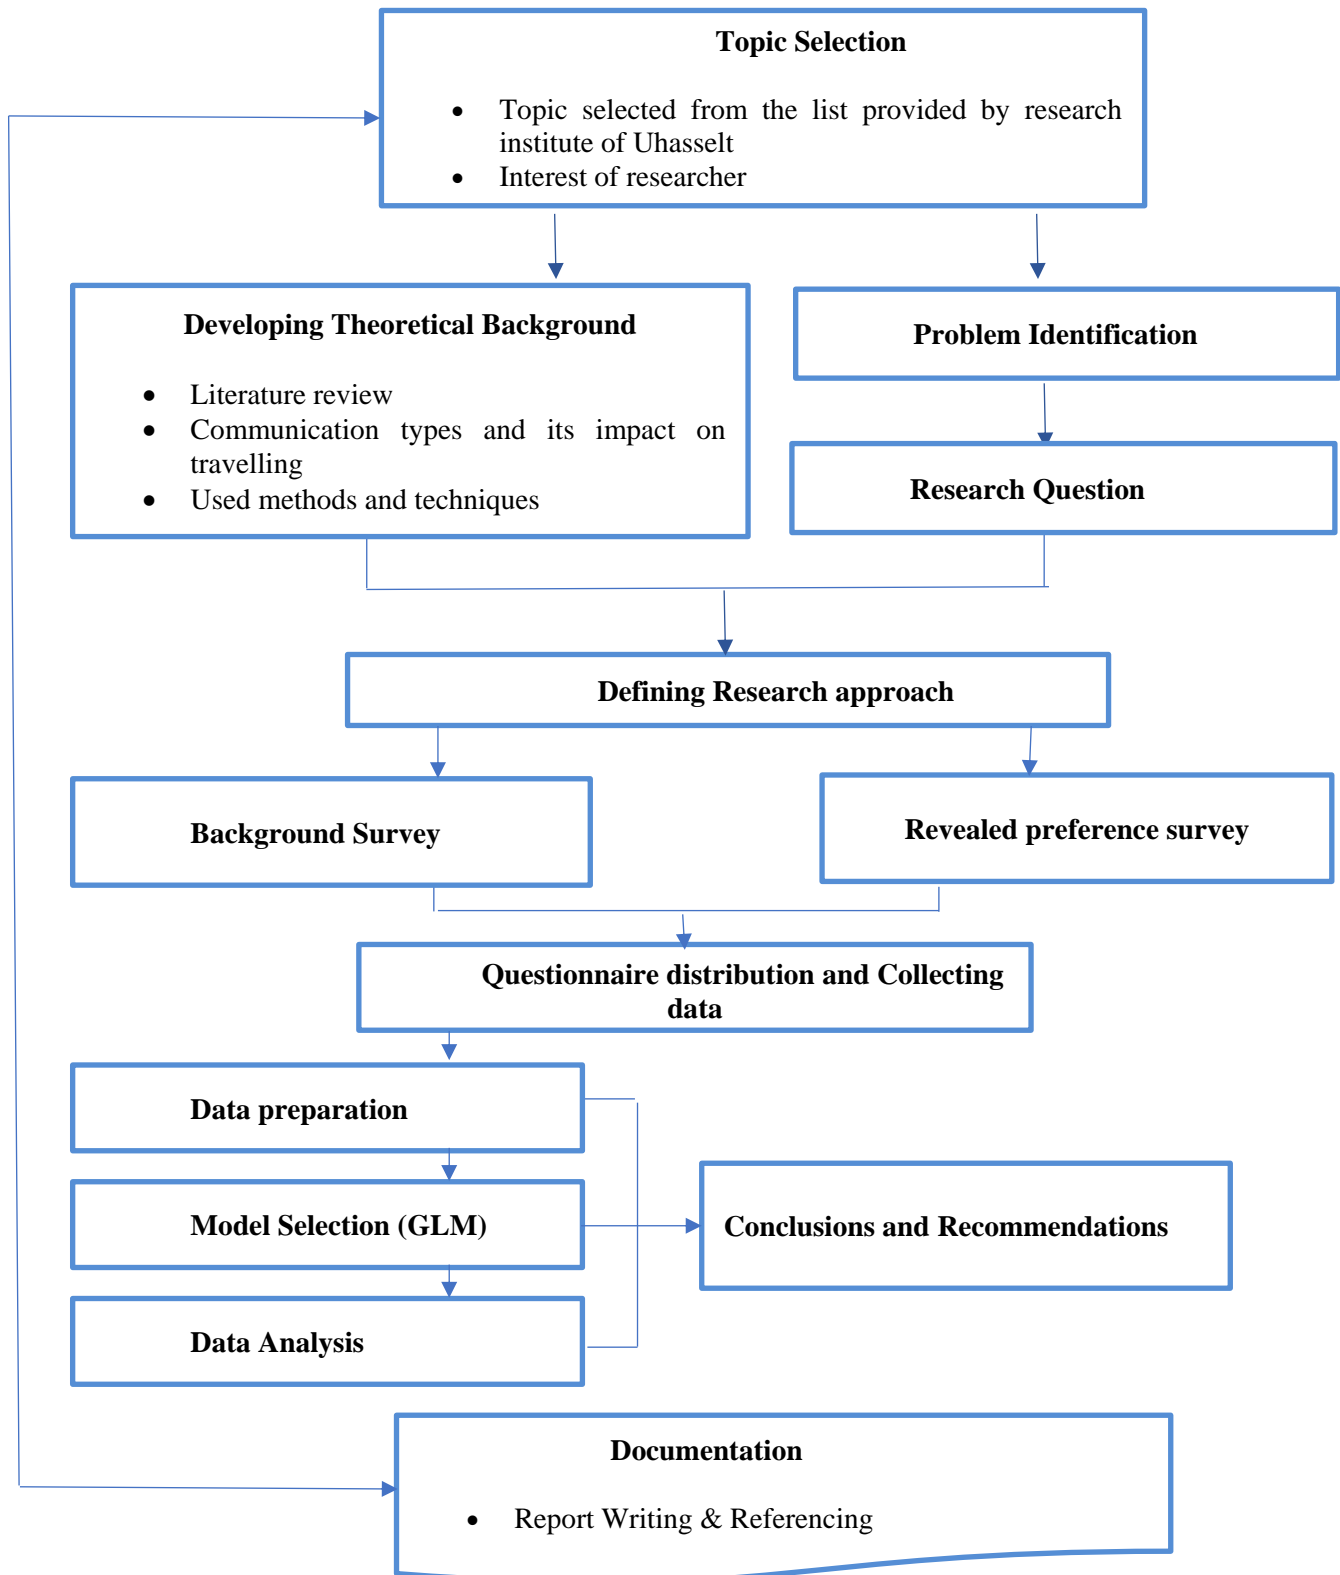 Topic Selection
• Topic selected from the list provided by research
institute of Uhasselt
• Interest of researcher
Developing Theoretical Background
• Literature review
• Communication types and its impact on
travelling
• Used methods and techniques
Problem Identification
Research Question
Defining Research approach
Background Survey
Revealed preference survey
Questionnaire distribution and Collecting
data
Data preparation
Model Selection (GLM)
Data Analysis
Conclusions and Recommendations
Documentation
• Report Writing & Referencing